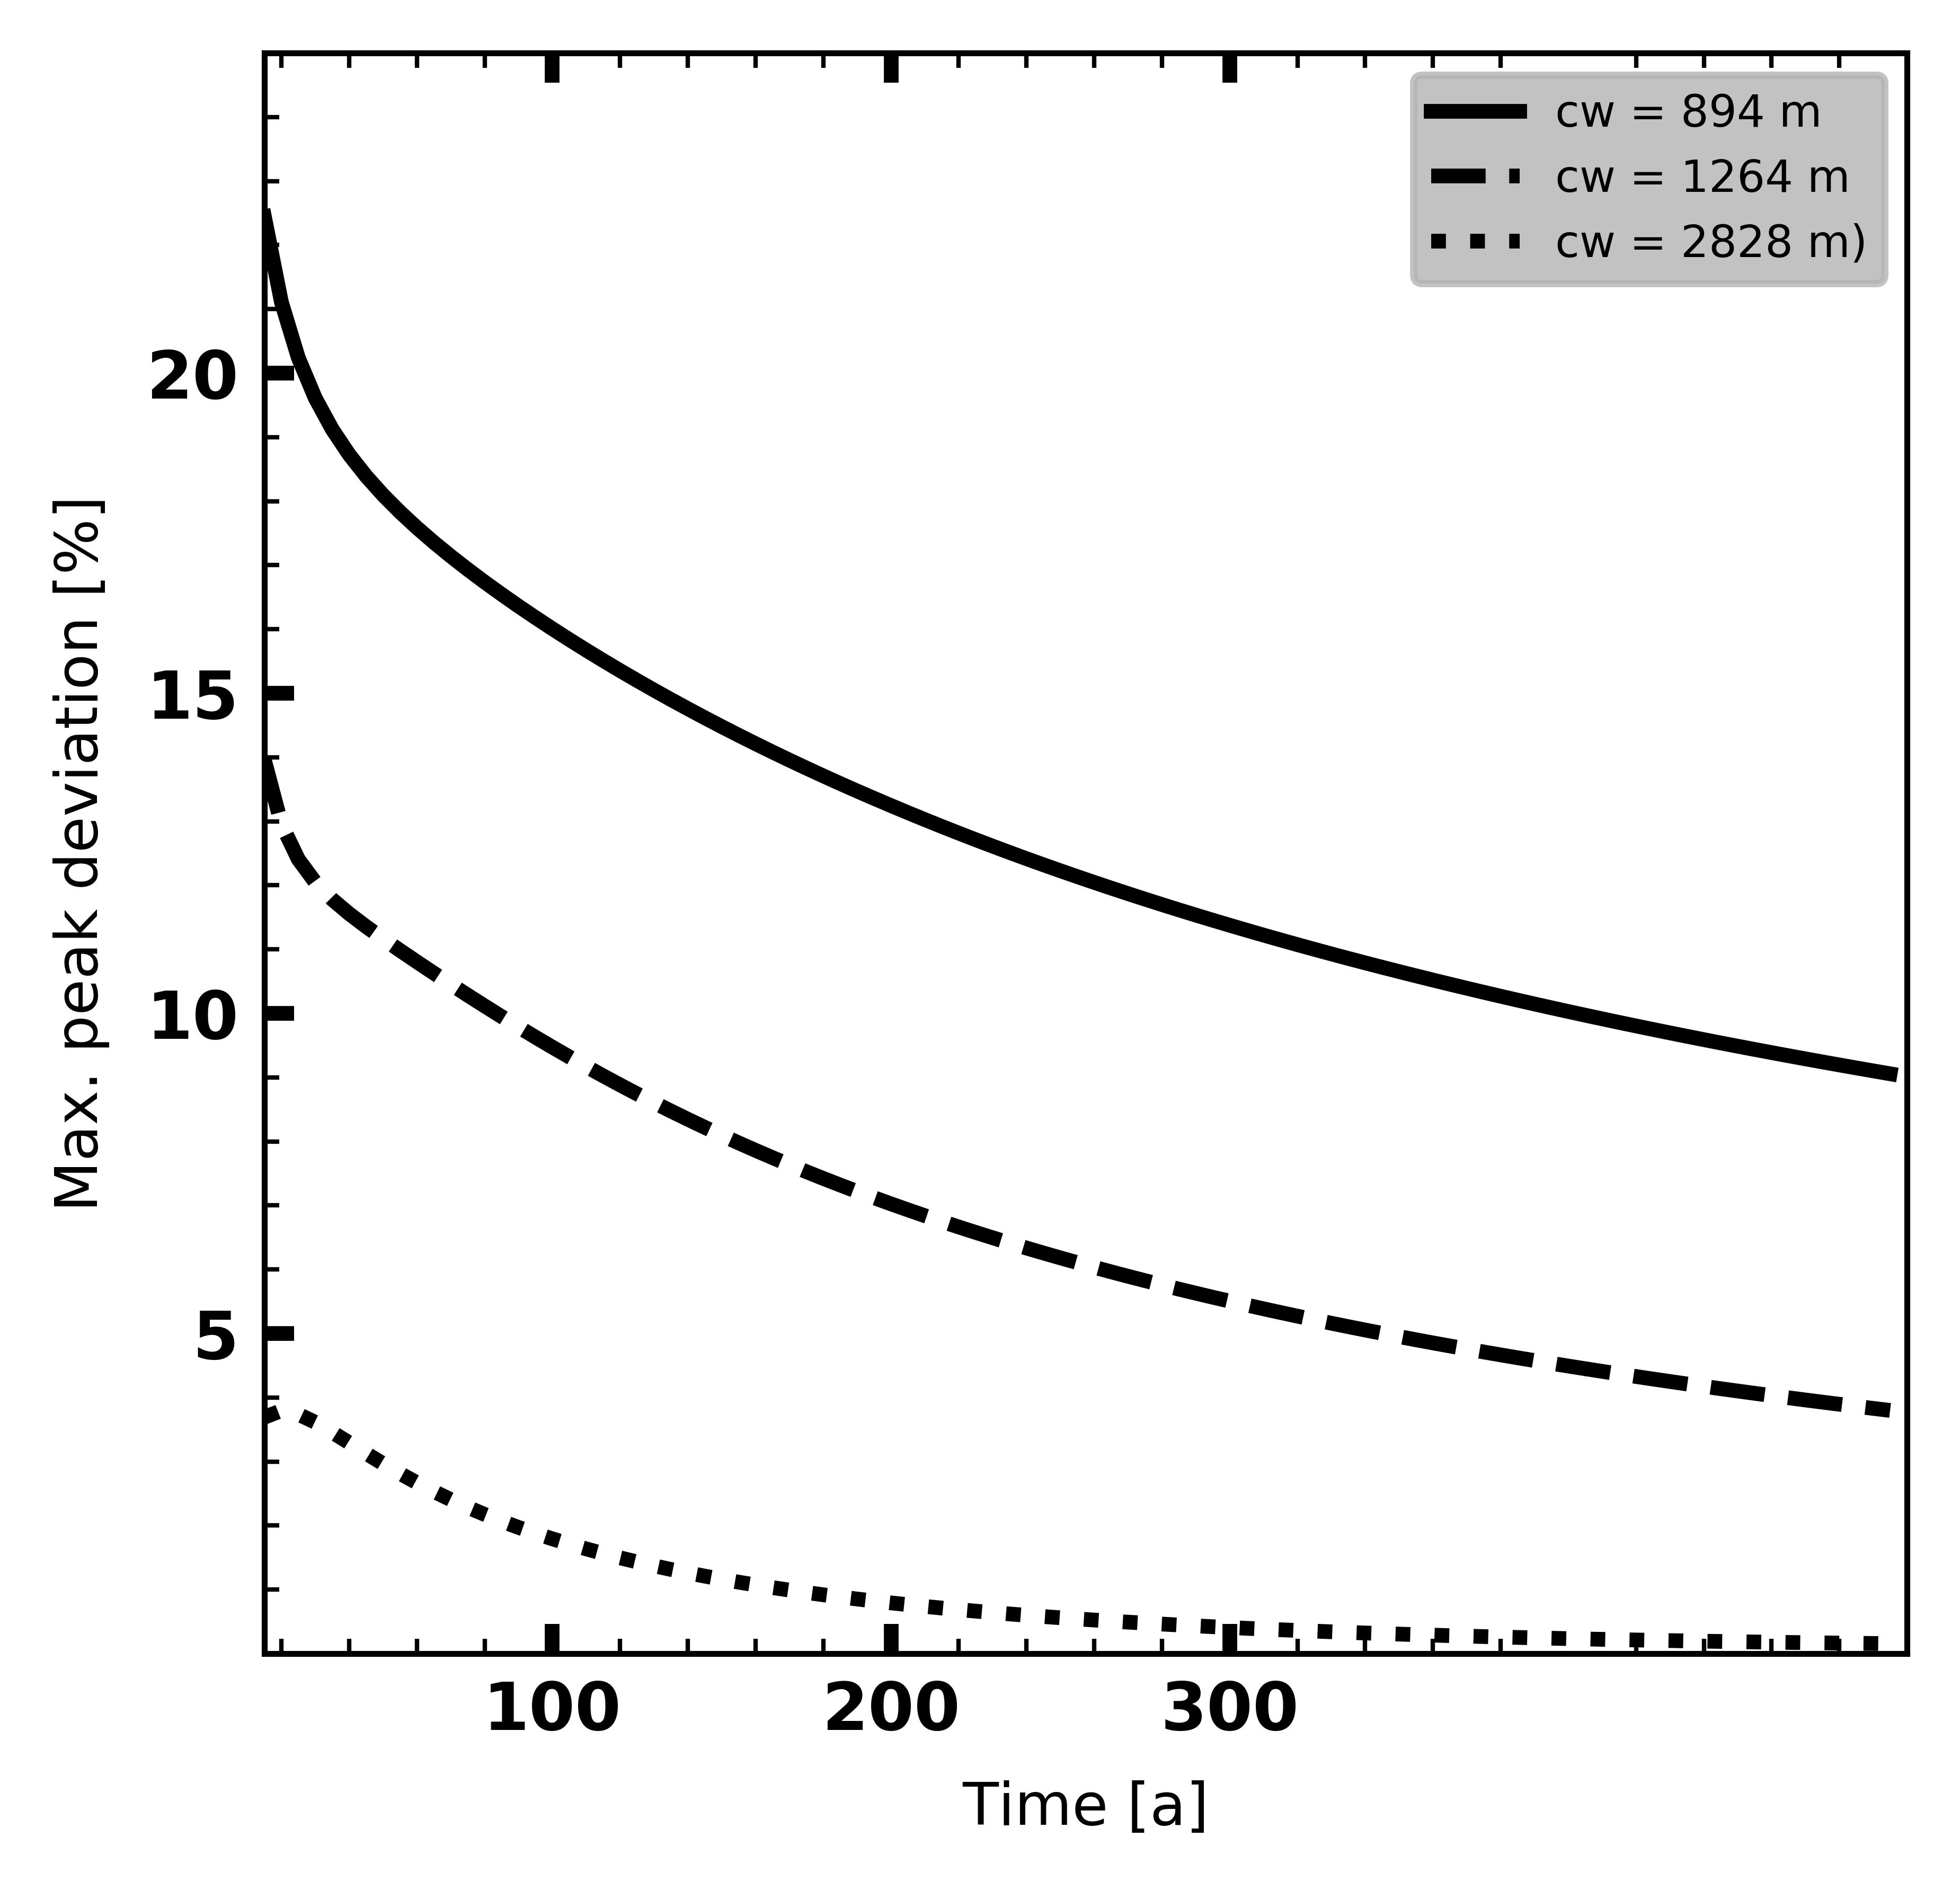 cw = 894 m
cw = 1264 m
cw = 2828 m)
Max. peak deviation [%]
20
15
10
5
100 200 300
Time [a]